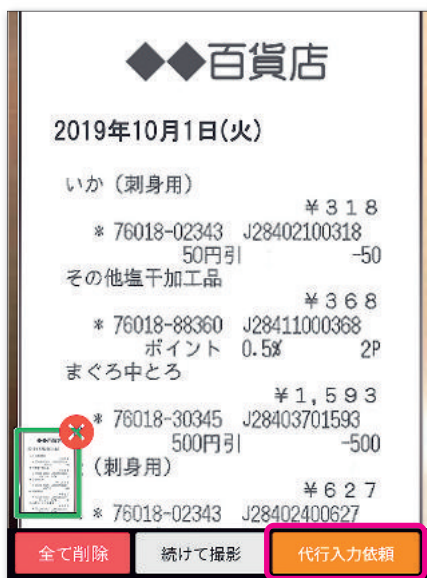 ◆◆百貨店
2019年10月1日(火)
いか（刺身用）
￥318
* 76018-02343 J28402100318
50円引 -50
その他塩干加工品
￥368
* 76018-88360 J28411000368
ポイント 0.5% 2P
まぐろ中とろ
￥1,593
* 76018-30345 J28403701593
500円引 -500
（刺身用）
￥627
* 76018-02343 J28402400627
全て削除 続けて撮影 代行入力依頼